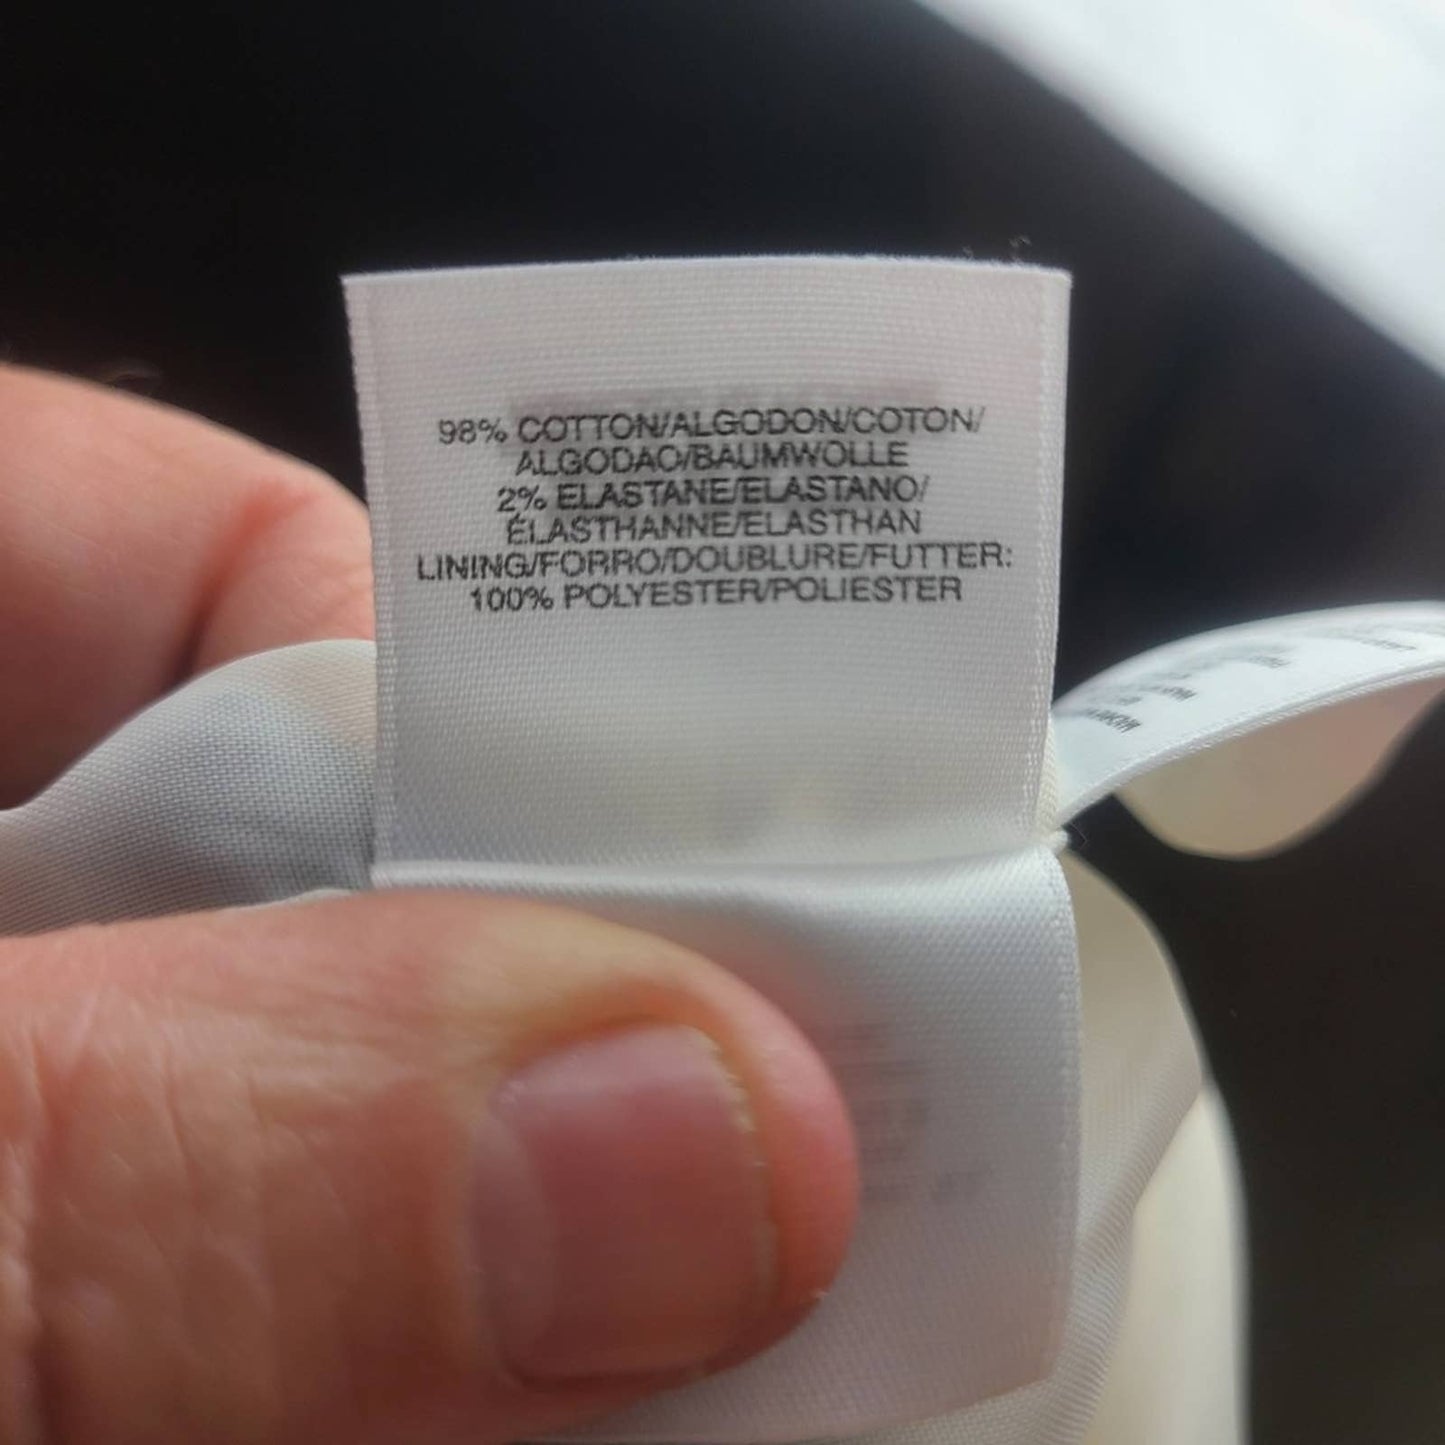 98% COTTON/ALGODON/COTON/
ALGODAO/BAUMWOLLE
2% ELASTANE/ELASTANO/
ÉLASTHANNE/ELASTHAN
LINING/FORRO/DOUBLURE/FUTTER:
100% POLYESTER/POLIESTER